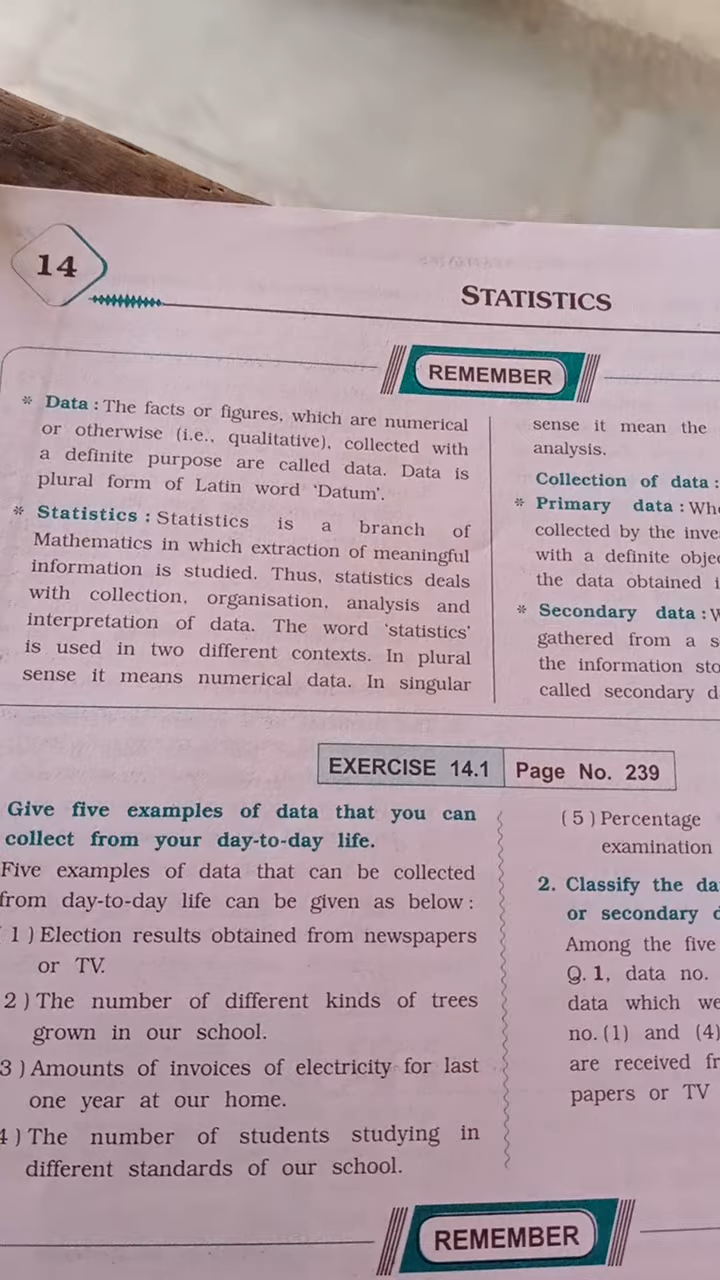 14
STATISTICS
REMEMBER
* Data : The facts or figures, which are numerical
or otherwise (i.e., qualitative), collected with
a definite purpose are called data. Data is
plural form of Latin word 'Datum'.
* Statistics : Statistics is a branch of
Mathematics in which extraction of meaningful
information is studied. Thus, statistics deals
with collection, organisation, analysis and
interpretation of data. The word 'statistics'
is used in two different contexts. In plural
sense it means numerical data. In singular
sense it mean the
analysis.
Collection of data :
* Primary data :
collected by the
with a definite
the data obtained
* Secondary data :
gathered from a
the information
called secondary
EXERCISE 14.1 Page No. 239
Give five examples of data that you can
collect from your day-to-day life.
Five examples of data that can be collected
from day-to-day life can be given as below :
1 ) Election results obtained from newspapers
or TV.
2 ) The number of different kinds of trees
grown in our school.
3 ) Amounts of invoices of electricity for last
one year at our home.
4 ) The number of students studying in
different standards of our school.
( 5 ) Percentage
examination
2. Classify the
or secondary
Among the five
Q. 1, data no.
data which
no. (1) and (4)
are received
papers or TV
REMEMBER